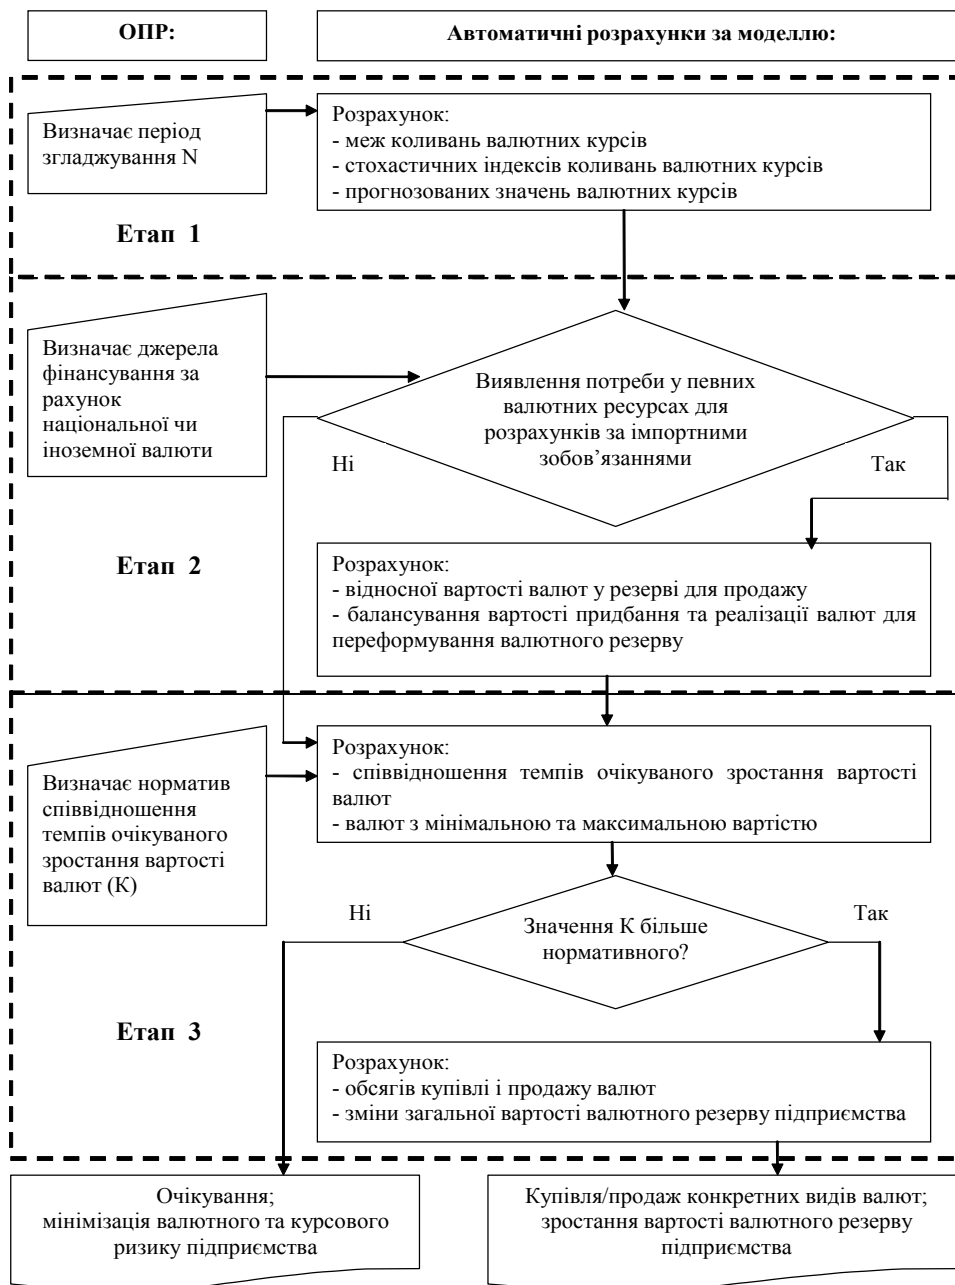 ОПР:
Автоматичні розрахунки за моделлю:
Визначає період
згладжування N
Розрахунок:
- меж коливань валютних курсів
- стохастичних індексів коливань валютних курсів
- прогнозованих значень валютних курсів
Етап 1
Визначає джерела
фінансування за
рахунок
національної чи
іноземної валюти
Виявлення потреби у певних
валютних ресурсах для
розрахунків за імпортними
зобов’язаннями
Ні
Так
Етап 2
Розрахунок:
- відносної вартості валют у резерві для продажу
- балансування вартості придбання та реалізації валют для
переформування валютного резерву
Визначає норматив
співвідношення
темпів очікуваного
зростання вартості
валют (К)
Розрахунок:
- співвідношення темпів очікуваного зростання вартості
валют
- валют з мінімальною та максимальною вартістю
Ні
Значення К більше
нормативного?
Так
Етап 3
Розрахунок:
- обсягів купівлі і продажу валют
- зміни загальної вартості валютного резерву підприємства
Очікування;
мінімізація валютного та курсового
ризику підприємства
Купівля/продаж конкретних видів валют;
зростання вартості валютного резерву
підприємства